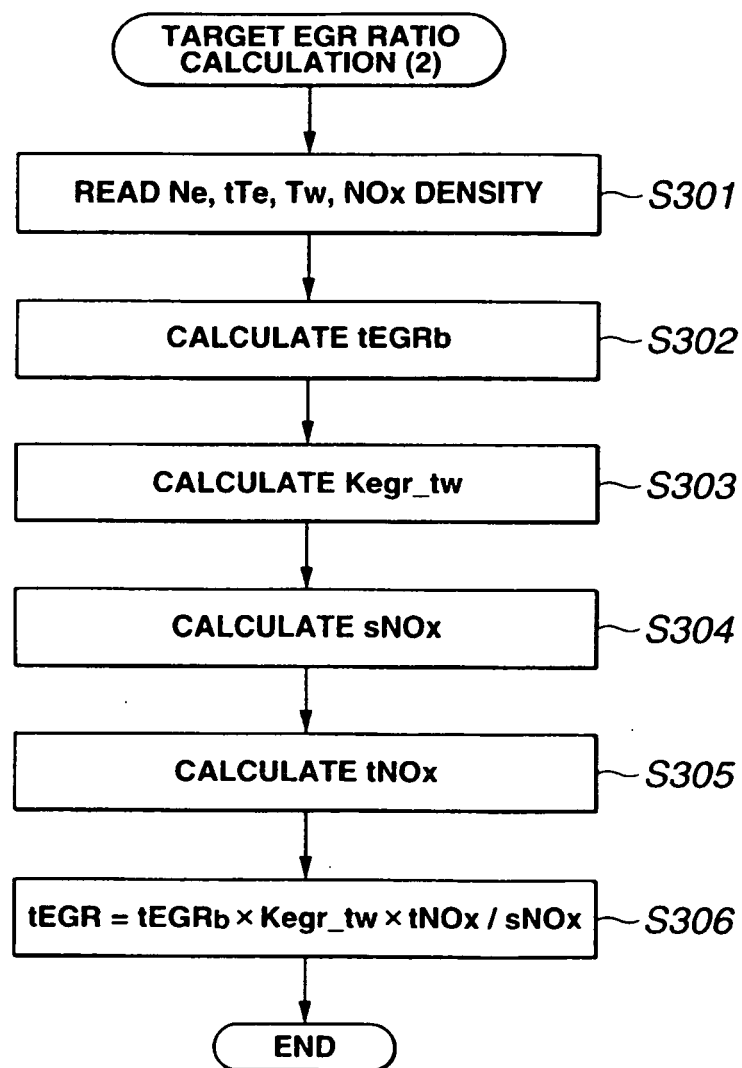 TARGET EGR RATIO
CALCULATION (2)
READ Ne, tTe, Tw, NOx DENSITY
S301
CALCULATE tEGRb
S302
CALCULATE Kegr_tw
S303
CALCULATE sNOx
S304
CALCULATE tNOx
S305
tEGR = tEGRb × Kegr_tw × tNOx / sNOx
S306
END